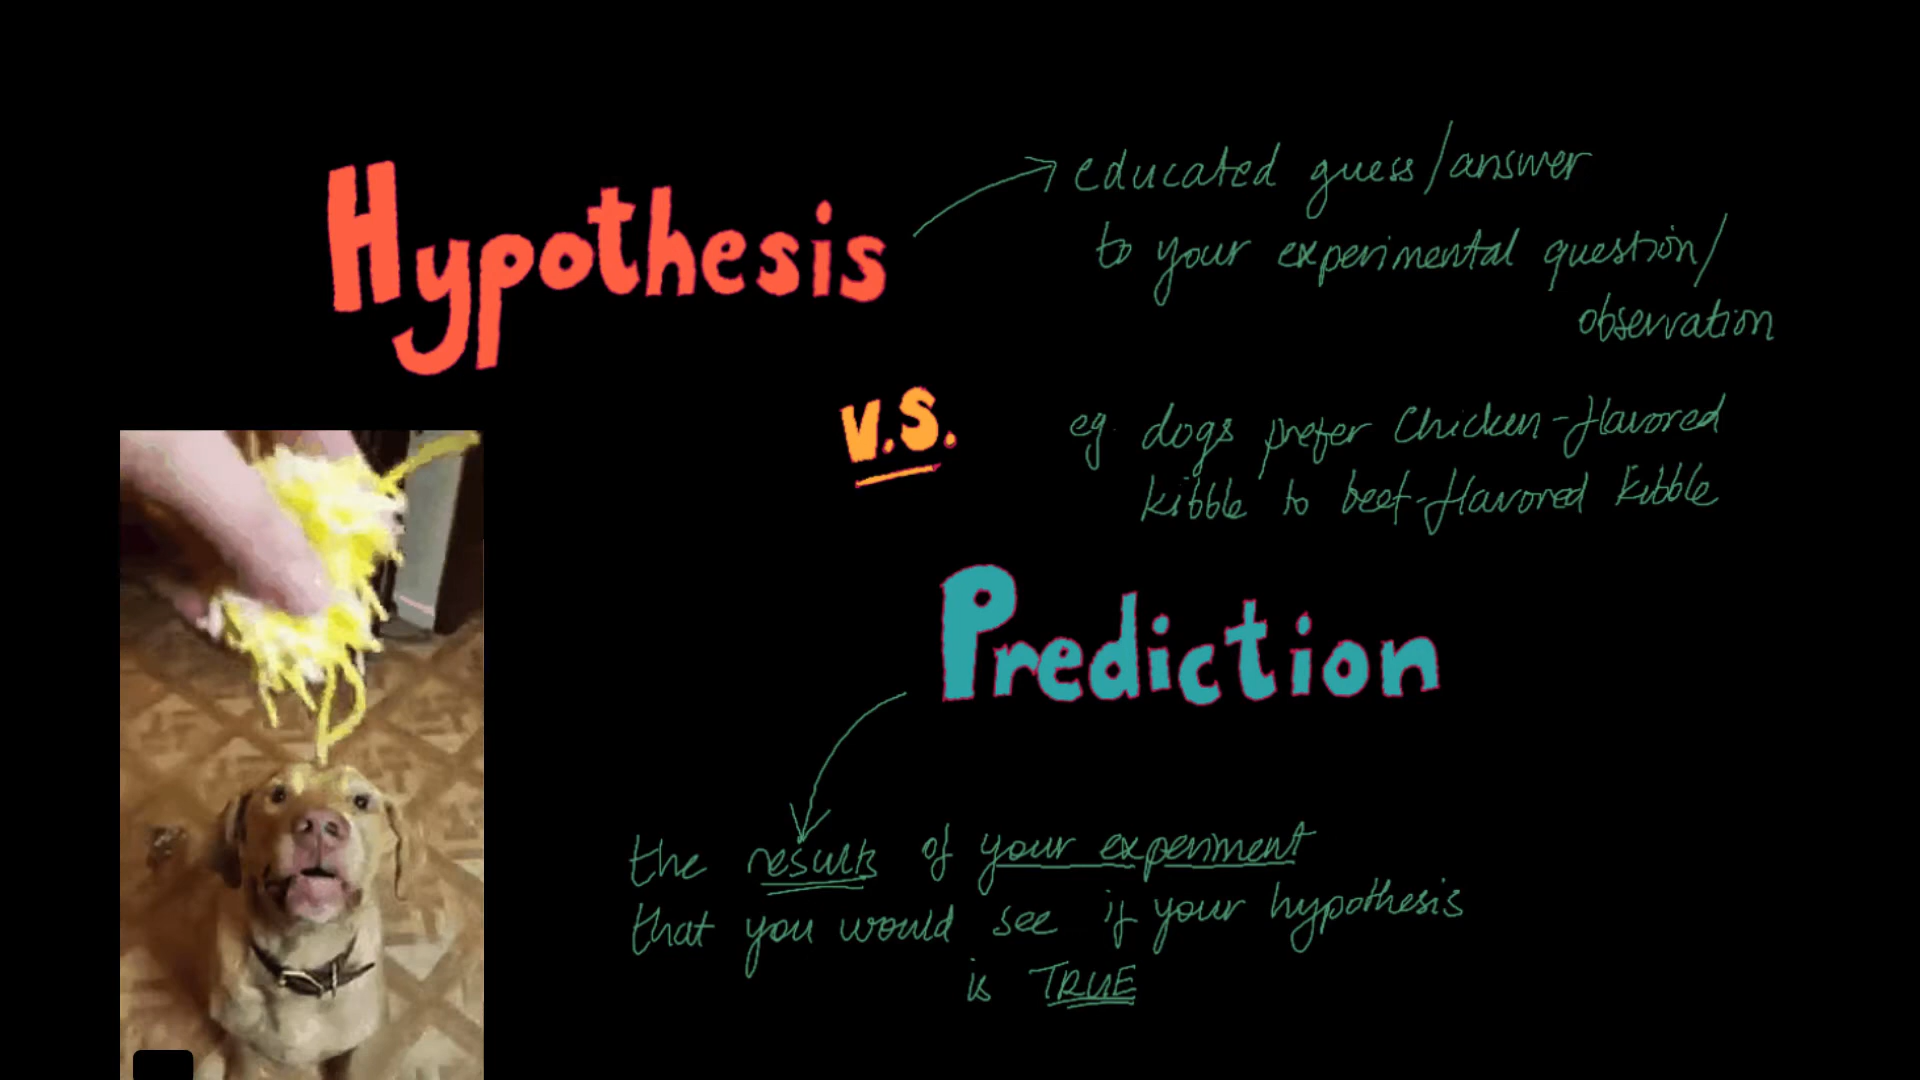 Hypothesis
educated guess/answer
to your experimental question/
observation
v.s.
eg. dogs prefer Chicken-flavored
kibble to beef-flavored kibble
Prediction
the results of your experiment
that you would see if your hypothesis
is TRUE